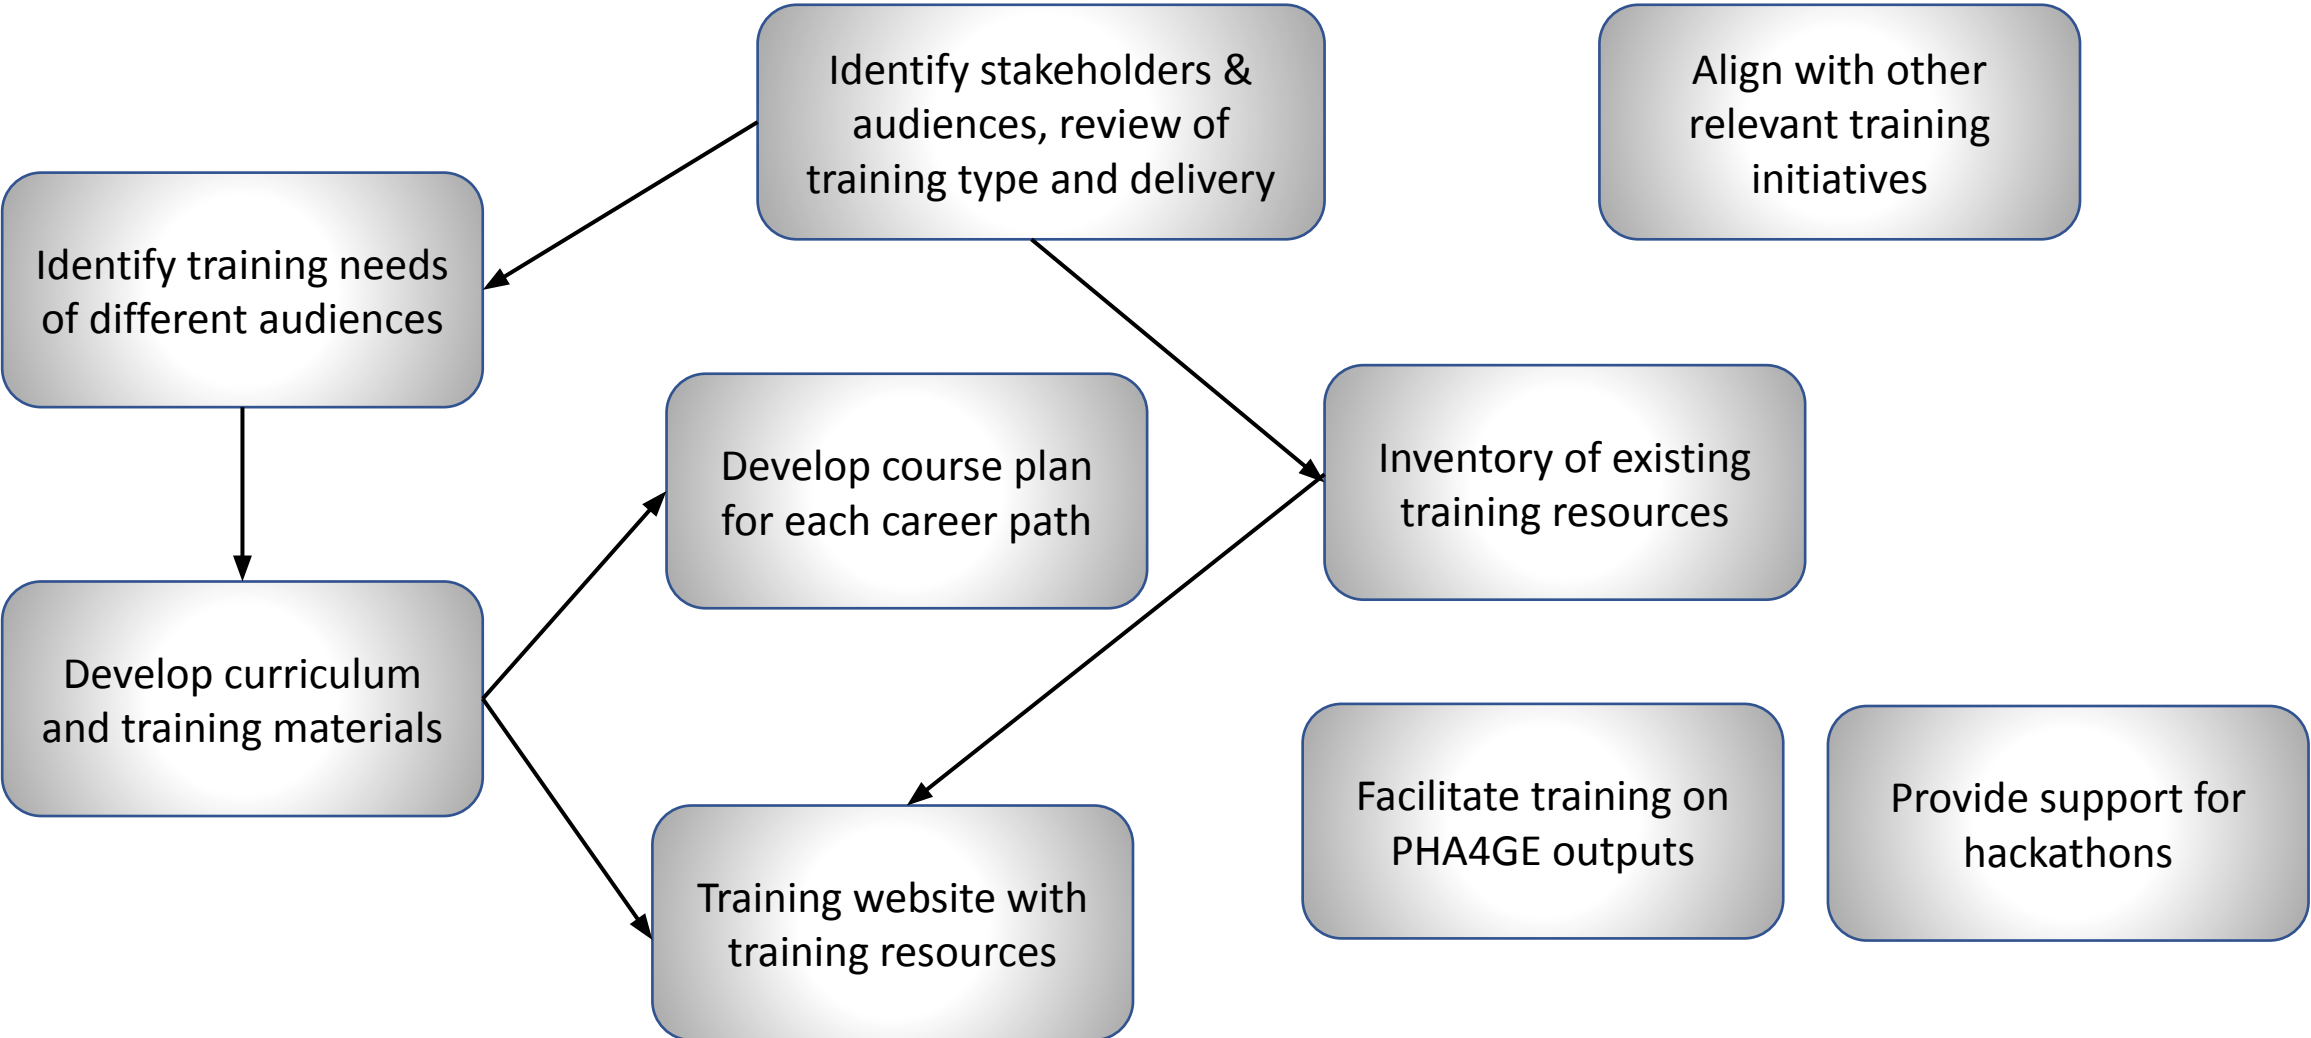 Identify stakeholders &
audiences, review of
training type and delivery
Align with other
relevant training
initiatives
Identify training needs
of different audiences
Develop course plan
for each career path
Inventory of existing
training resources
Develop curriculum
and training materials
Facilitate training on
PHA4GE outputs
Provide support for
hackathons
Training website with
training resources